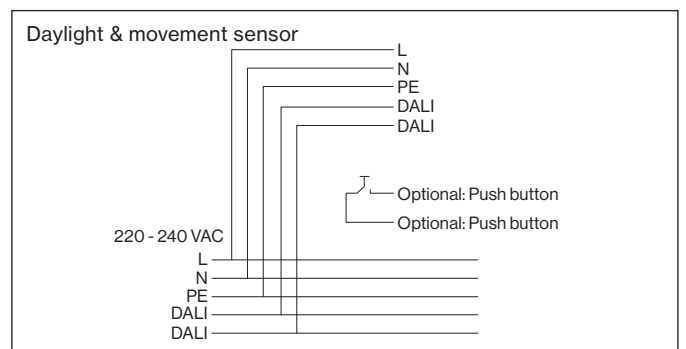 Daylight & movement sensor
L
N
PE
DALI
DALI
Optional: Push button
Optional: Push button
220 - 240 VAC
L
N
PE
DALI
DALI